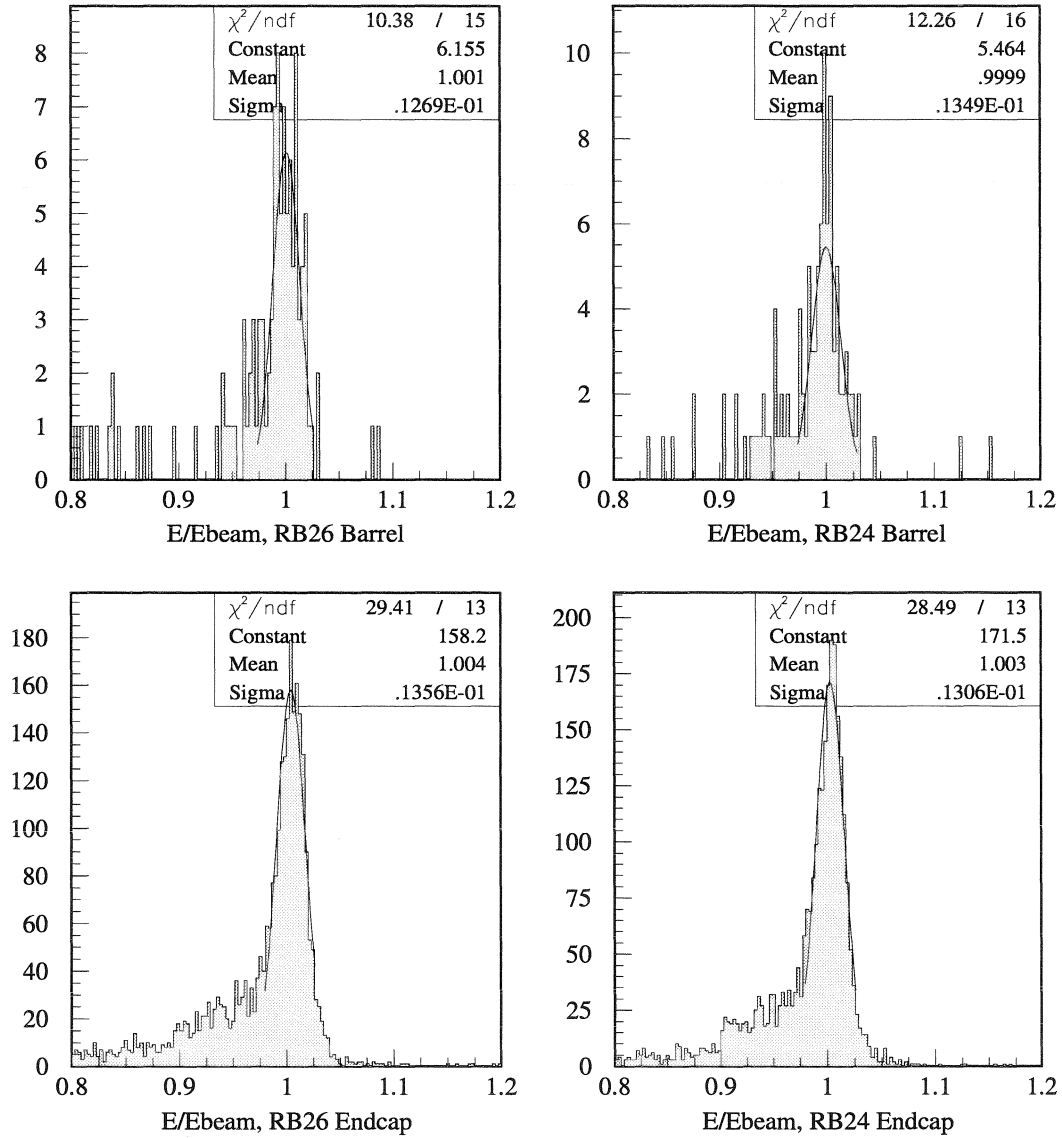 χ²/ndf 10.38 / 15
Constant 6.155
Mean 1.001
Sigma .1269E-01
8
7
6
5
4
3
2
1
0
0.8 0.9 1 1.1 1.2
E/Ebeam, RB26 Barrel
χ²/ndf 12.26 / 16
Constant 5.464
Mean .9999
Sigma .1349E-01
10
8
6
4
2
0
0.8 0.9 1 1.1 1.2
E/Ebeam, RB24 Barrel
χ²/ndf 29.41 / 13
Constant 158.2
Mean 1.004
Sigma .1356E-01
180
160
140
120
100
80
60
40
20
0
0.8 0.9 1 1.1 1.2
E/Ebeam, RB26 Endcap
χ²/ndf 28.49 / 13
Constant 171.5
Mean 1.003
Sigma .1306E-01
200
175
150
125
100
75
50
25
0
0.8 0.9 1 1.1 1.2
E/Ebeam, RB24 Endcap